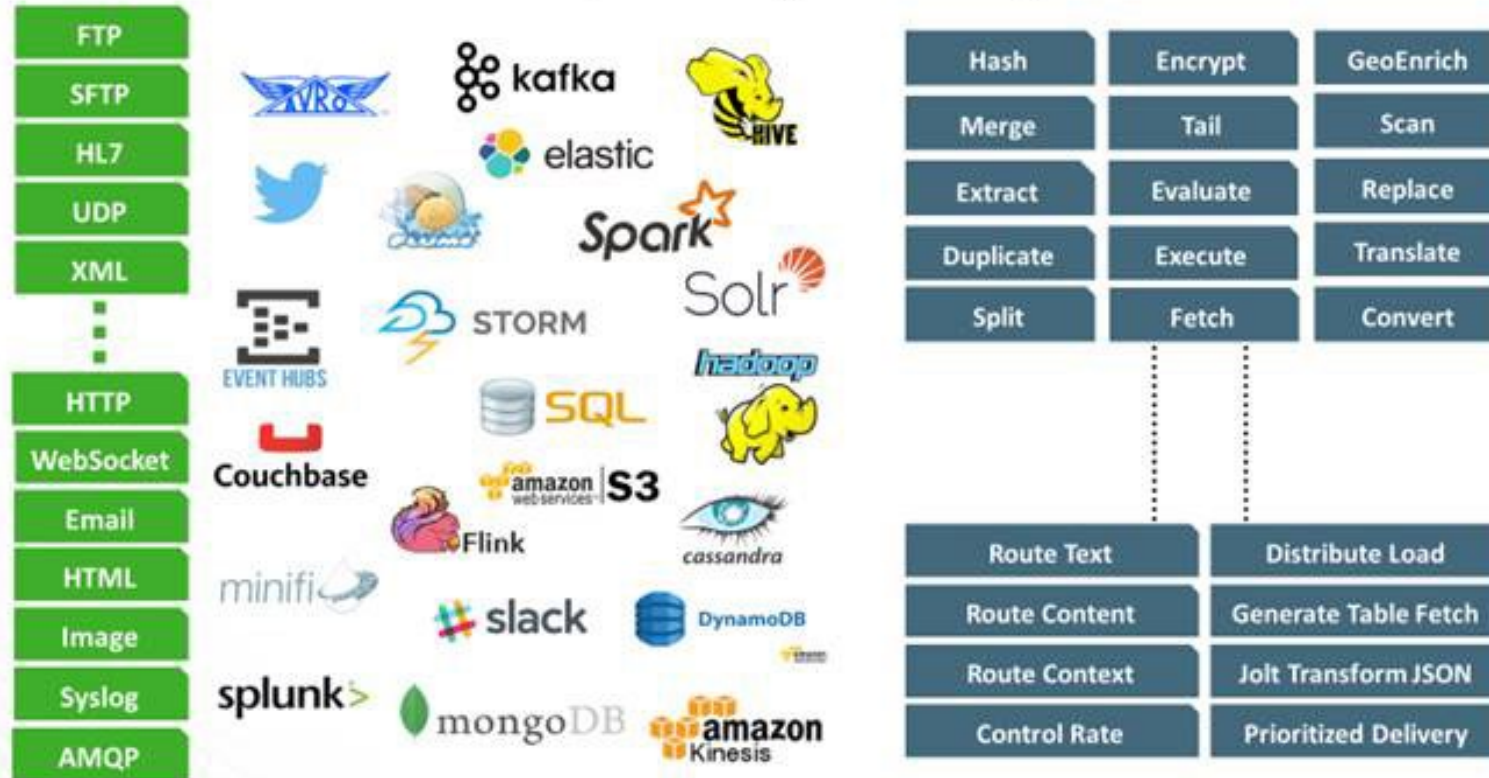 FTP
SFTP
HL7
UDP
XML
HTTP
WebSocket
Email
HTML
Image
Syslog
AMQP
AVRO
kafka
HIVE
elastic
flume
Spark
Solr
STORM
EVENT HUBS
hadoop
SQL
Couchbase
amazon
web services
S3
Flink
cassandra
minifi
slack
DynamoDB
splunk>
mongoDB
amazon
Kinesis
Hash
Encrypt
GeoEnrich
Merge
Tail
Scan
Extract
Evaluate
Replace
Duplicate
Execute
Translate
Split
Fetch
Convert
Route Text
Distribute Load
Route Content
Generate Table Fetch
Route Context
Jolt Transform JSON
Control Rate
Prioritized Delivery